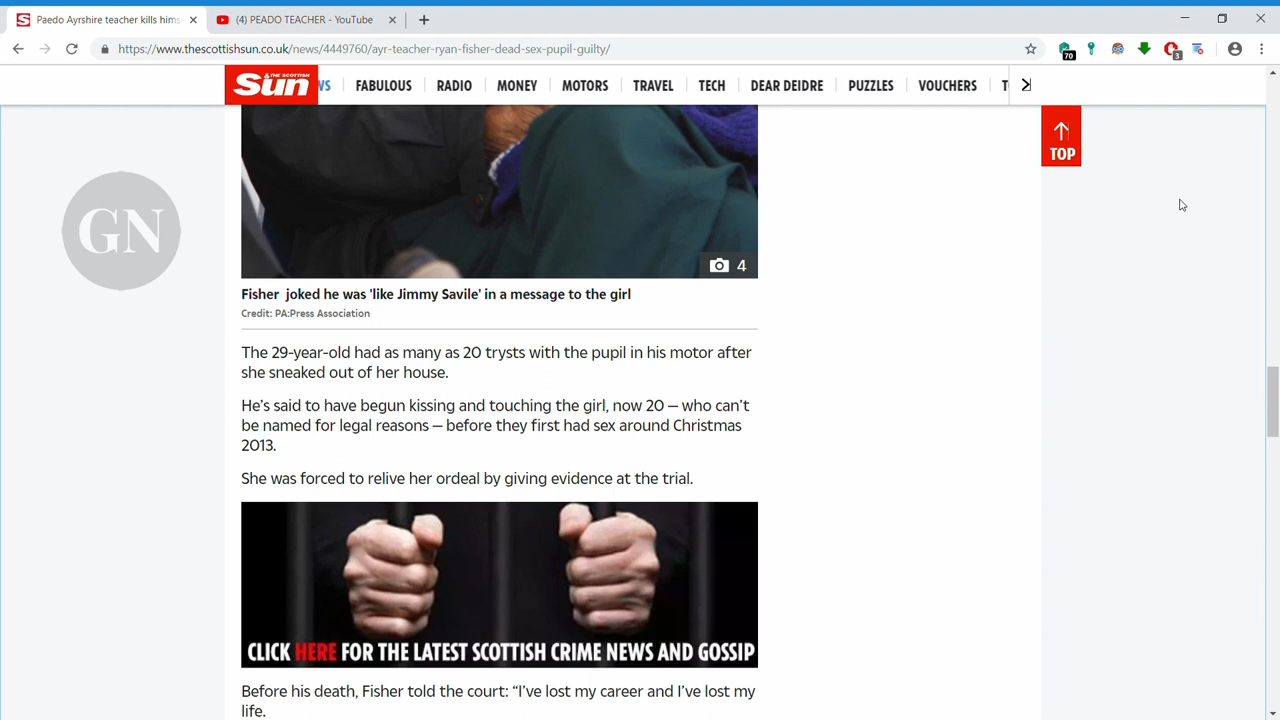 Paedo Ayrshire teacher kills hims
(4) PEADO TEACHER - YouTube
https://www.thescottishsun.co.uk/news/4449760/ayr-teacher-ryan-fisher-dead-sex-pupil-guilty/
70
3
THE SCOTTISH
Sun
WS
FABULOUS
RADIO
MONEY
MOTORS
TRAVEL
TECH
DEAR DEIDRE
PUZZLES
VOUCHERS
TOP
GN
4
Fisher joked he was 'like Jimmy Savile' in a message to the girl
Credit: PA:Press Association
The 29-year-old had as many as 20 trysts with the pupil in his motor after
she sneaked out of her house.
He’s said to have begun kissing and touching the girl, now 20 — who can’t
be named for legal reasons — before they first had sex around Christmas
2013.
She was forced to relive her ordeal by giving evidence at the trial.
CLICK HERE FOR THE LATEST SCOTTISH CRIME NEWS AND GOSSIP
Before his death, Fisher told the court: “I’ve lost my career and I’ve lost my
life.